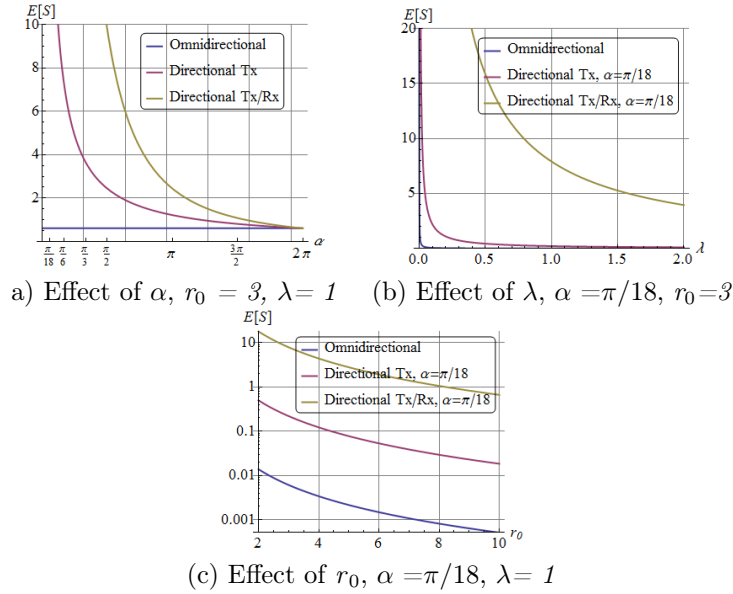 E[S]
10
8
6
4
2
Omnidirectional
Directional Tx
Directional Tx/Rx
π/18 π/6 π/3 π/2 π 3π/2 2π α
a) Effect of α, r0 = 3, λ= 1
E[S]
20
15
10
5
Omnidirectional
Directional Tx, α=π/18
Directional Tx/Rx, α=π/18
0.0 0.5 1.0 1.5 2.0 λ
(b) Effect of λ, α =π/18, r0=3
E[S]
10
1
0.1
0.01
0.001
Omnidirectional
Directional Tx, α=π/18
Directional Tx/Rx, α=π/18
2 4 6 8 10 r0
(c) Effect of r0, α =π/18, λ= 1